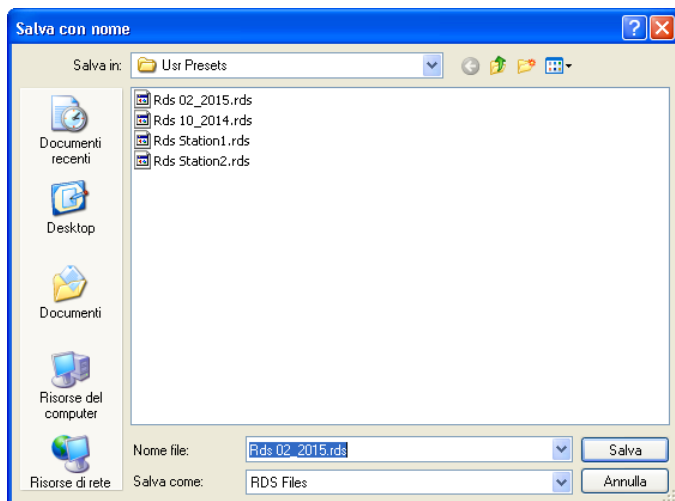 Salva con nome
Salva in: Usr Presets
Documenti
recenti
Desktop
Documenti
Risorse del
computer
Risorse di rete
Rds 02_2015.rds
Rds 10_2014.rds
Rds Station1.rds
Rds Station2.rds
Nome file: Rds 02_2015.rds Salva
Salva come: RDS Files Annulla